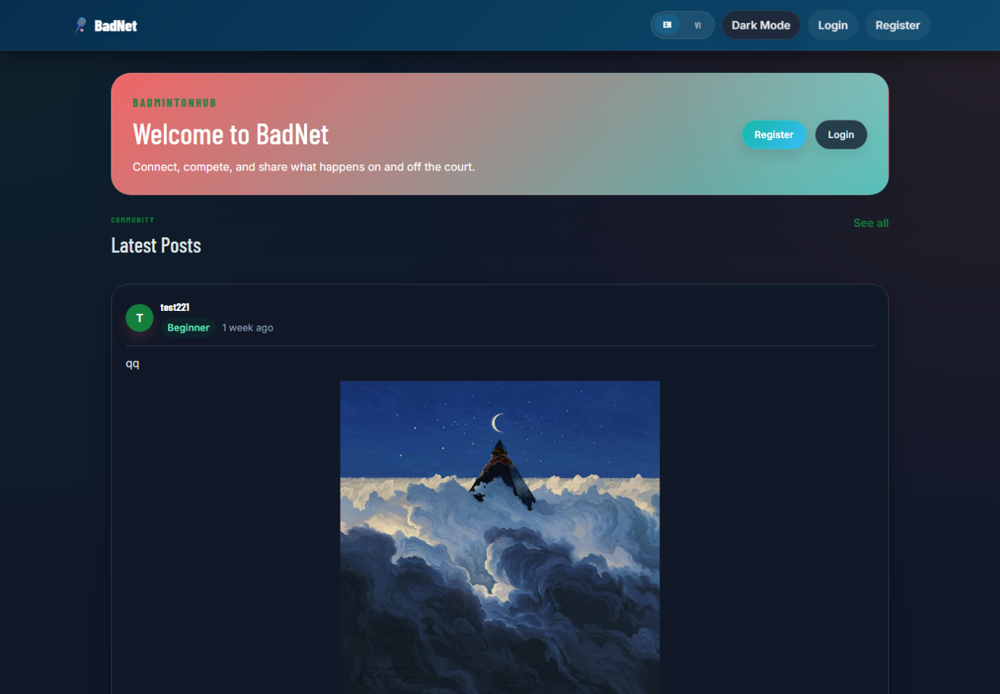 BadNet
EN VI Dark Mode Login Register
BADMINTONHUB
Welcome to BadNet
Connect, compete, and share what happens on and off the court.
Register Login
COMMUNITY
See all
Latest Posts
T
test221
Beginner 1 week ago
qq